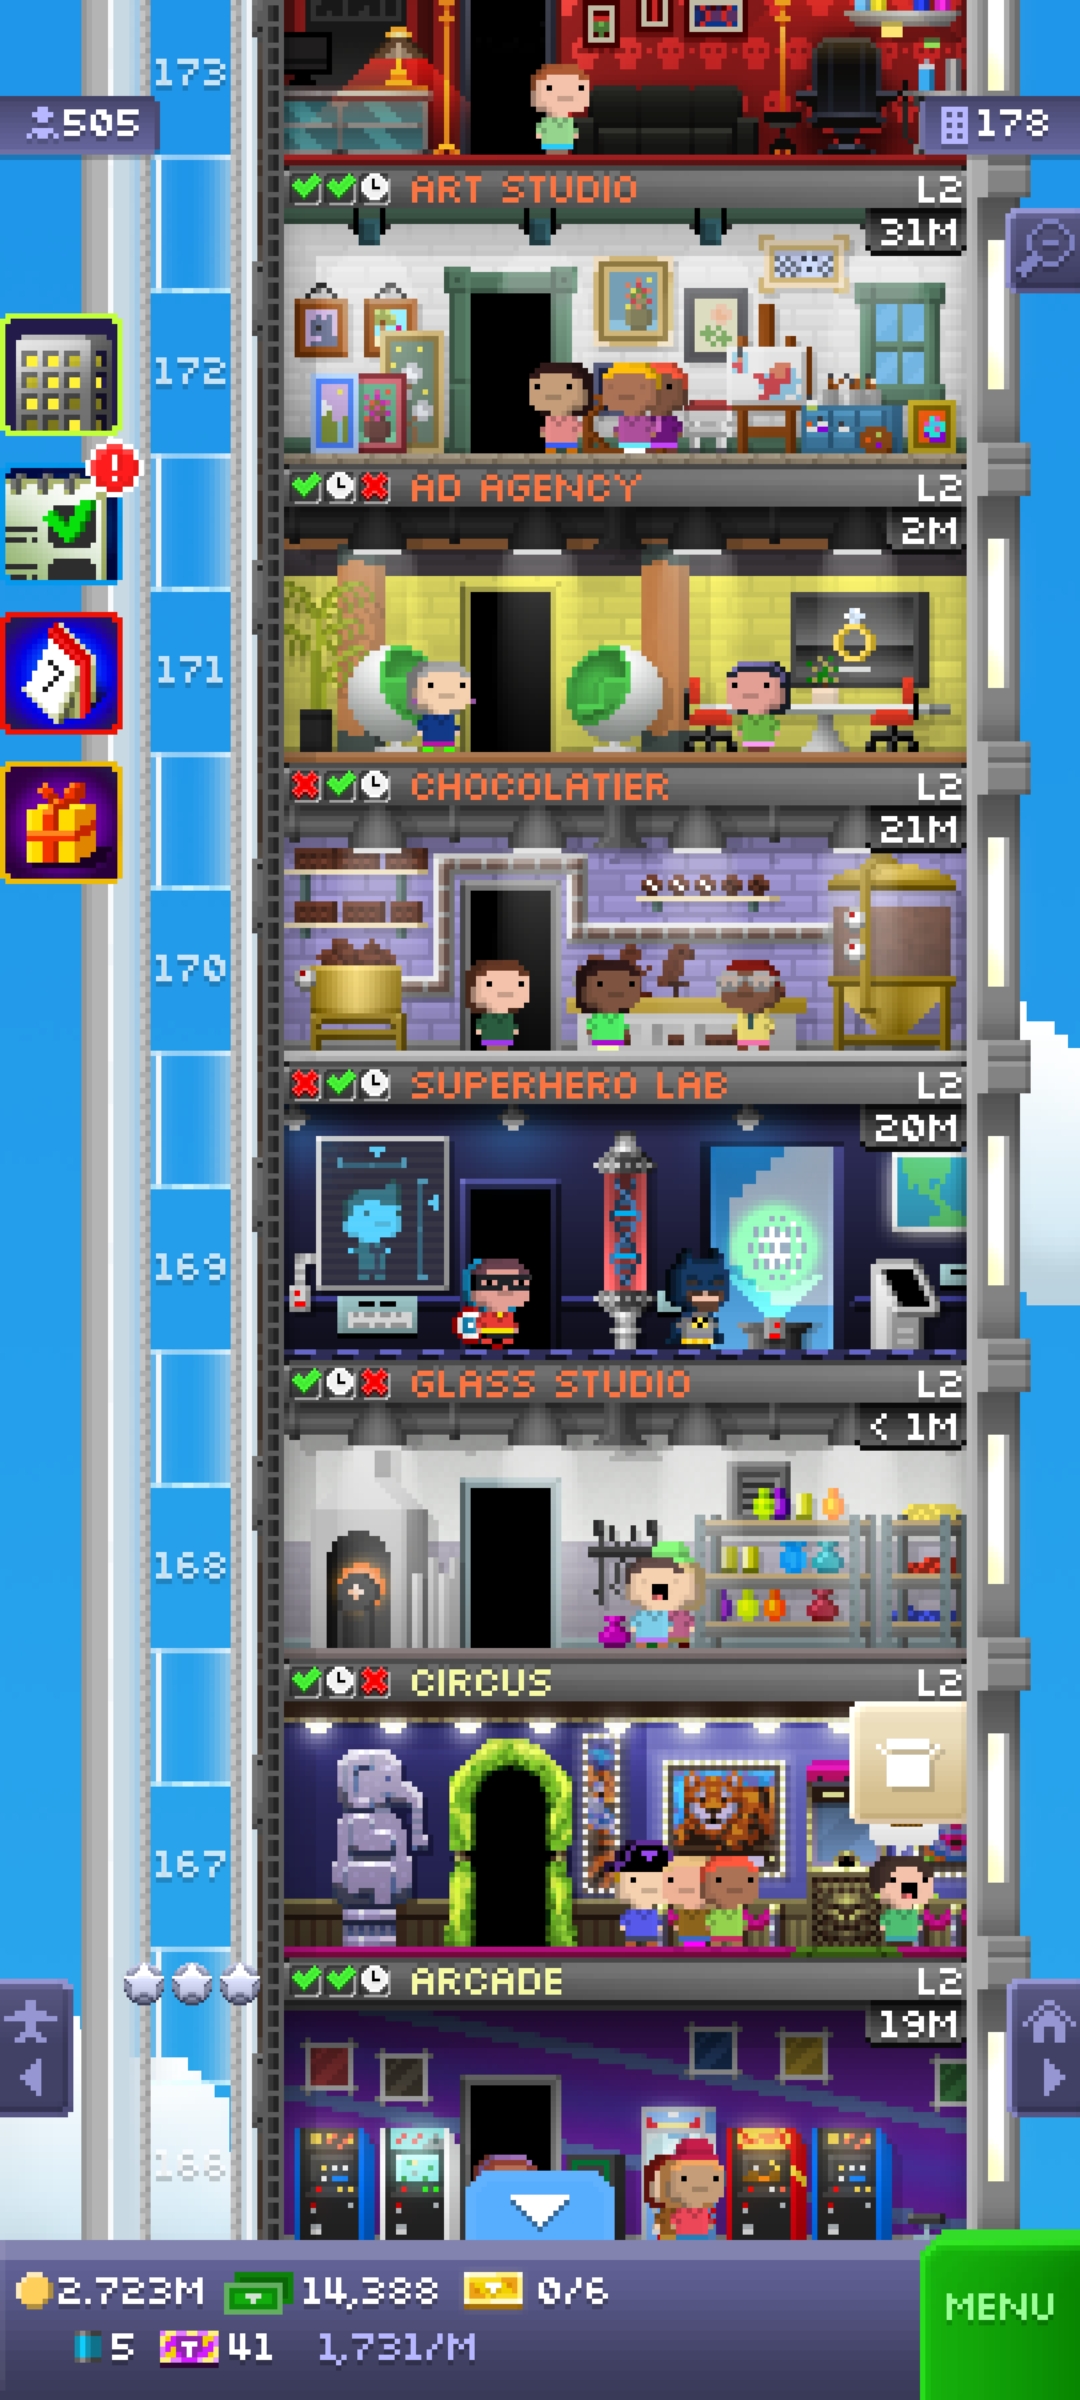 173
505
178
ART STUDIO L2
31M
172
AD AGENCY L2
2M
171
CHOCOLATIER L2
21M
170
SUPERHERO LAB L2
20M
169
GLASS STUDIO L2
< 1M
168
CIRCUS L2
167
ARCADE L2
19M
2.723M 14,388 0/6
5 41 1,731/M
MENU